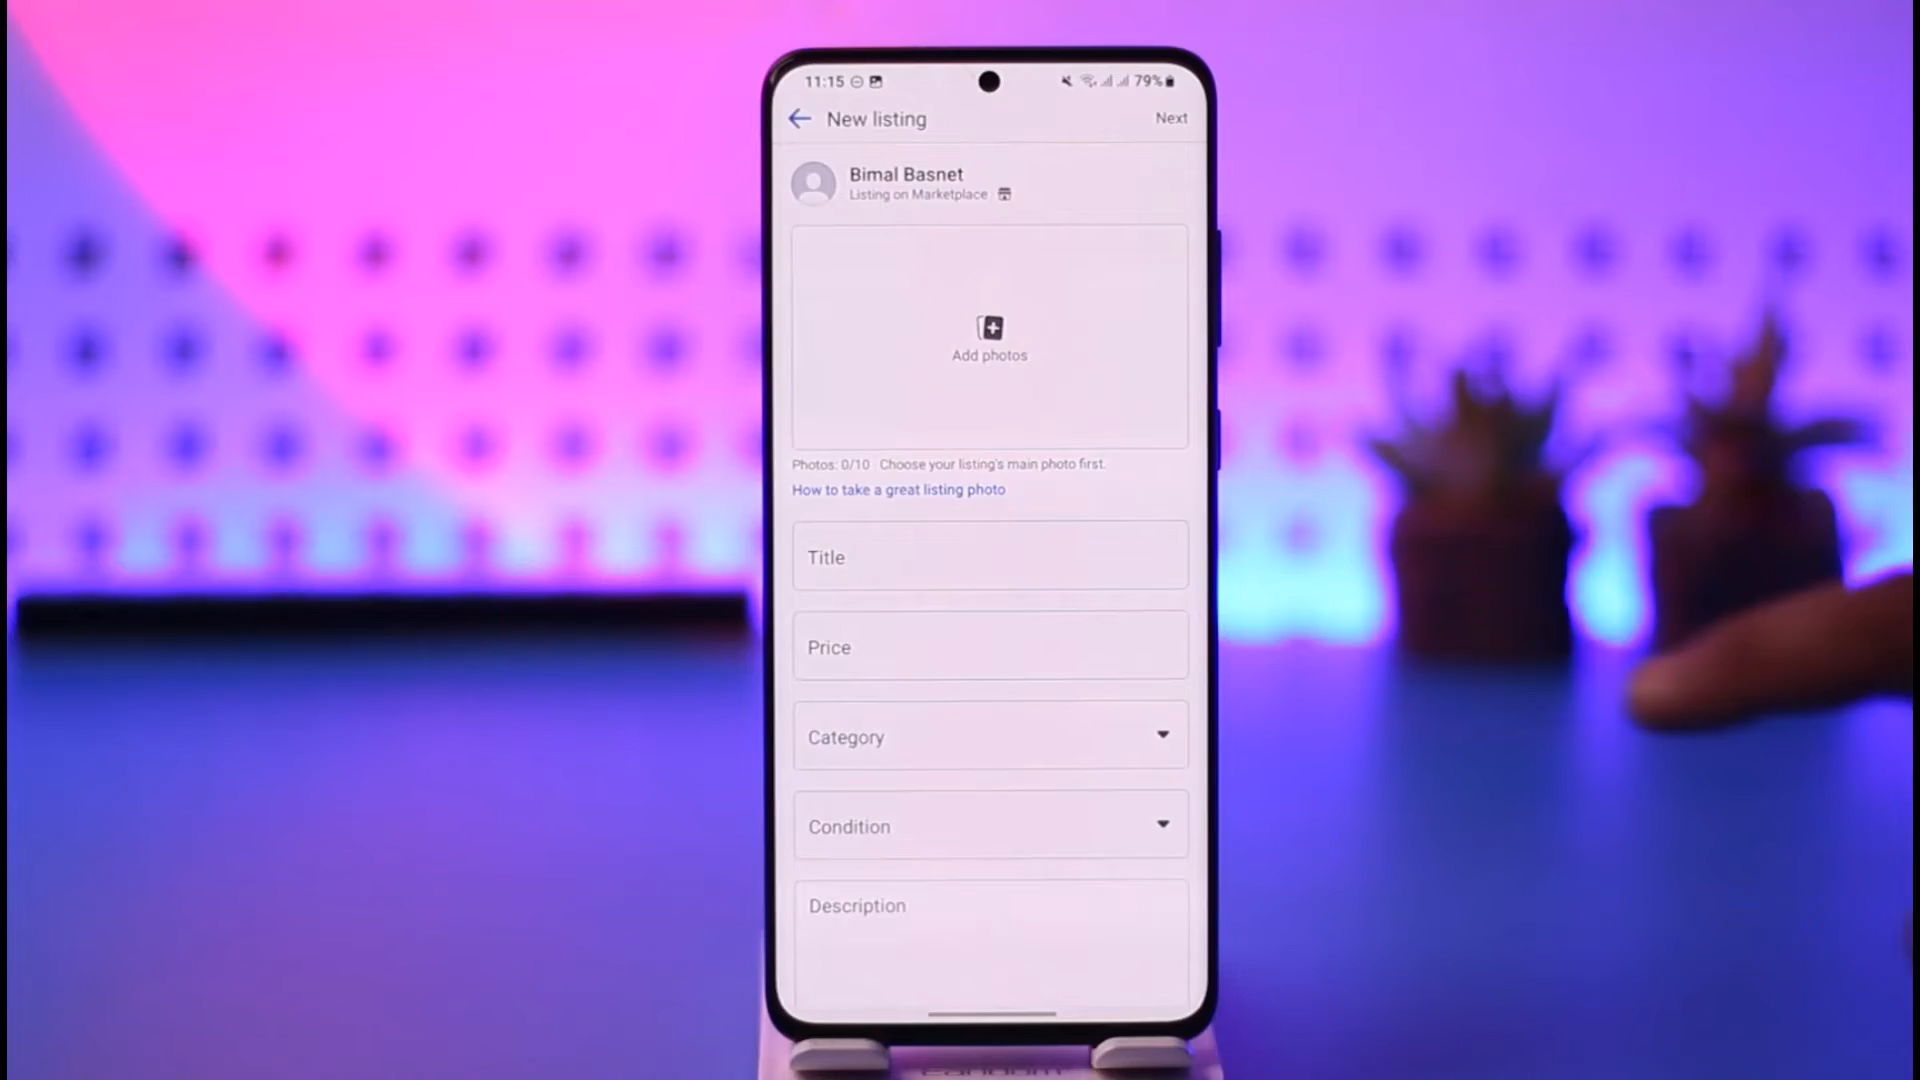 11:15 79%
New listing Next
Bimal Basnet
Listing on Marketplace
Add photos
Photos: 0/10 · Choose your listing's main photo first.
How to take a great listing photo
Title
Price
Category
Condition
Description